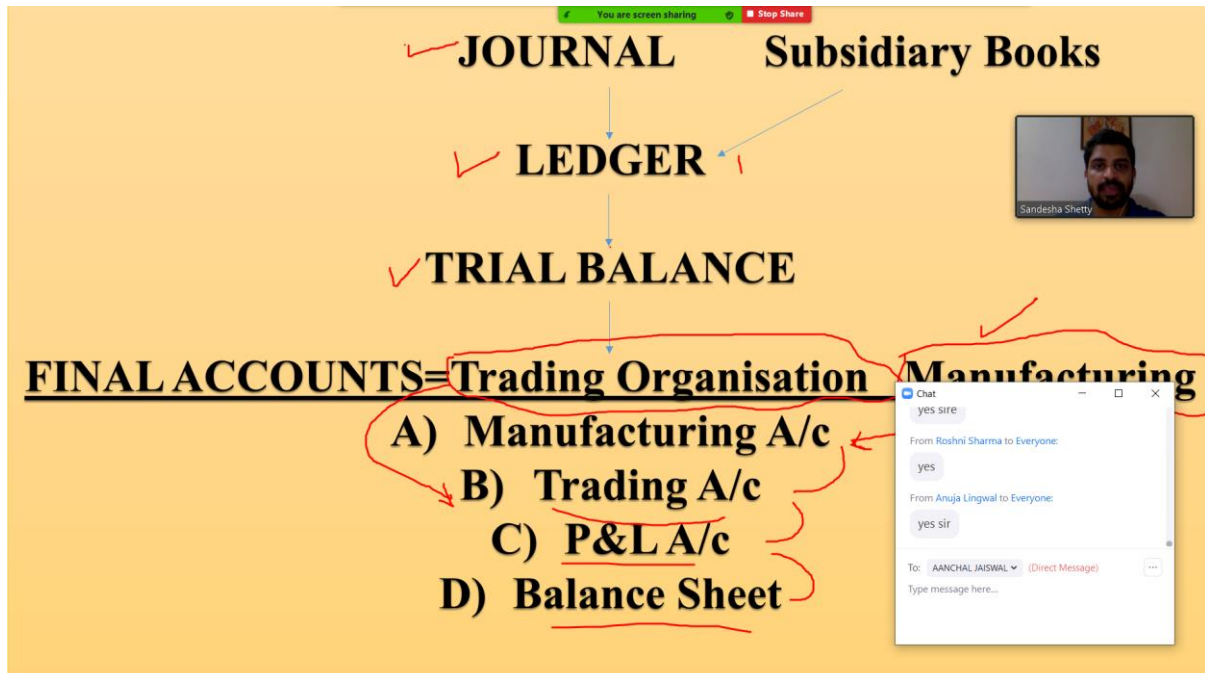 You are screen sharing Stop Share
JOURNAL Subsidiary Books
LEDGER
Sandesha Shetty
TRIAL BALANCE
FINAL ACCOUNTS=Trading Organisation Manufacturing
A) Manufacturing A/c
B) Trading A/c
C) P&L A/c
D) Balance Sheet
Chat
yes sire
From Roshni Sharma to Everyone:
yes
From Anuja Lingwal to Everyone:
yes sir
To: AANCHAL JAISWAL (Direct Message)
Type message here...